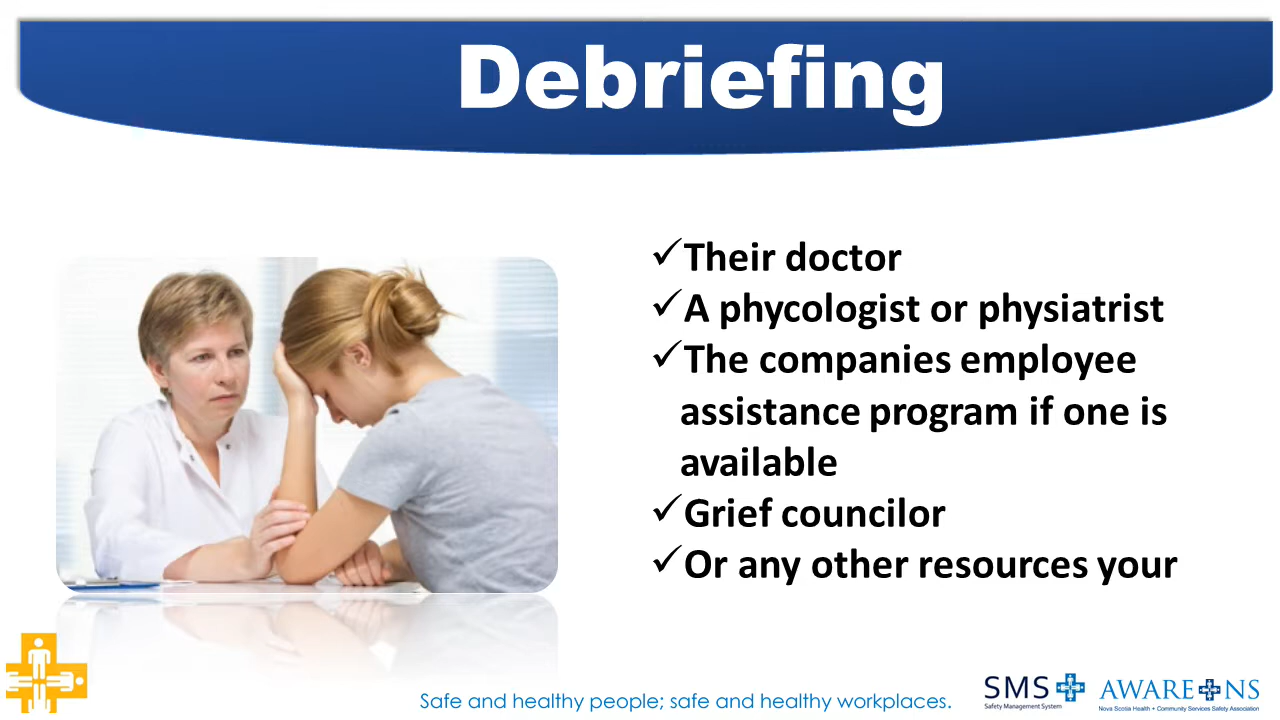 Debriefing
✓Their doctor
✓A phycologist or physiatrist
✓The companies employee
assistance program if one is
available
✓Grief councilor
✓Or any other resources your
Safe and healthy people; safe and healthy workplaces.
SMS
Safety Management System
AWARE NS
Nova Scotia Health + Community Services Safety Association